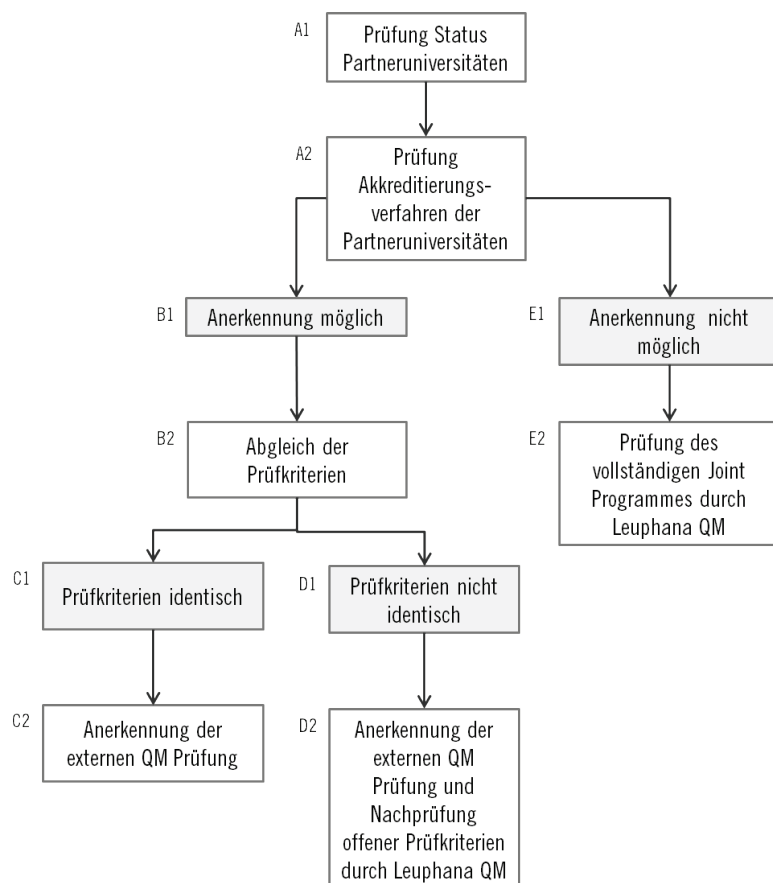 A1
Prüfung Status
Partneruniversitäten
A2
Prüfung
Akkreditierungs-
verfahren der
Partneruniversitäten
B1
Anerkennung möglich
E1
Anerkennung nicht
möglich
B2
Abgleich der
Prüfkriterien
E2
Prüfung des
vollständigen Joint
Programmes durch
Leuphana QM
C1
Prüfkriterien identisch
D1
Prüfkriterien nicht
identisch
C2
Anerkennung der
externen QM Prüfung
D2
Anerkennung der
externen QM
Prüfung und
Nachprüfung
offener Prüfkriterien
durch Leuphana QM